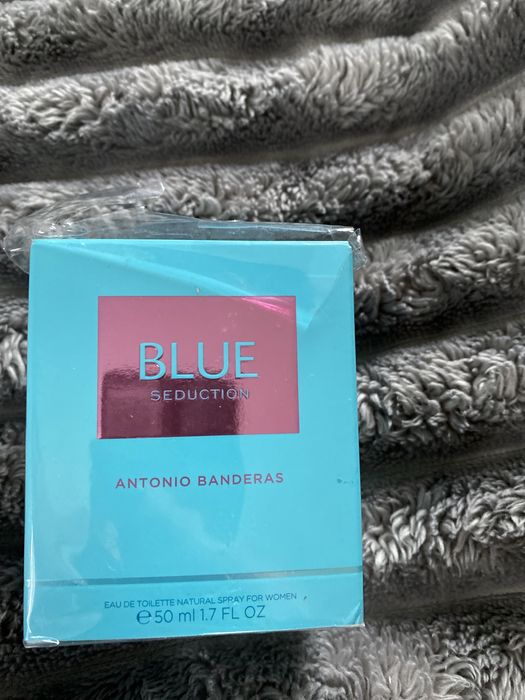 BLUE
SEDUCTION
ANTONIO BANDERAS
EAU DE TOILETTE NATURAL SPRAY FOR WOMEN
℮50 ml 1.7 FL OZ